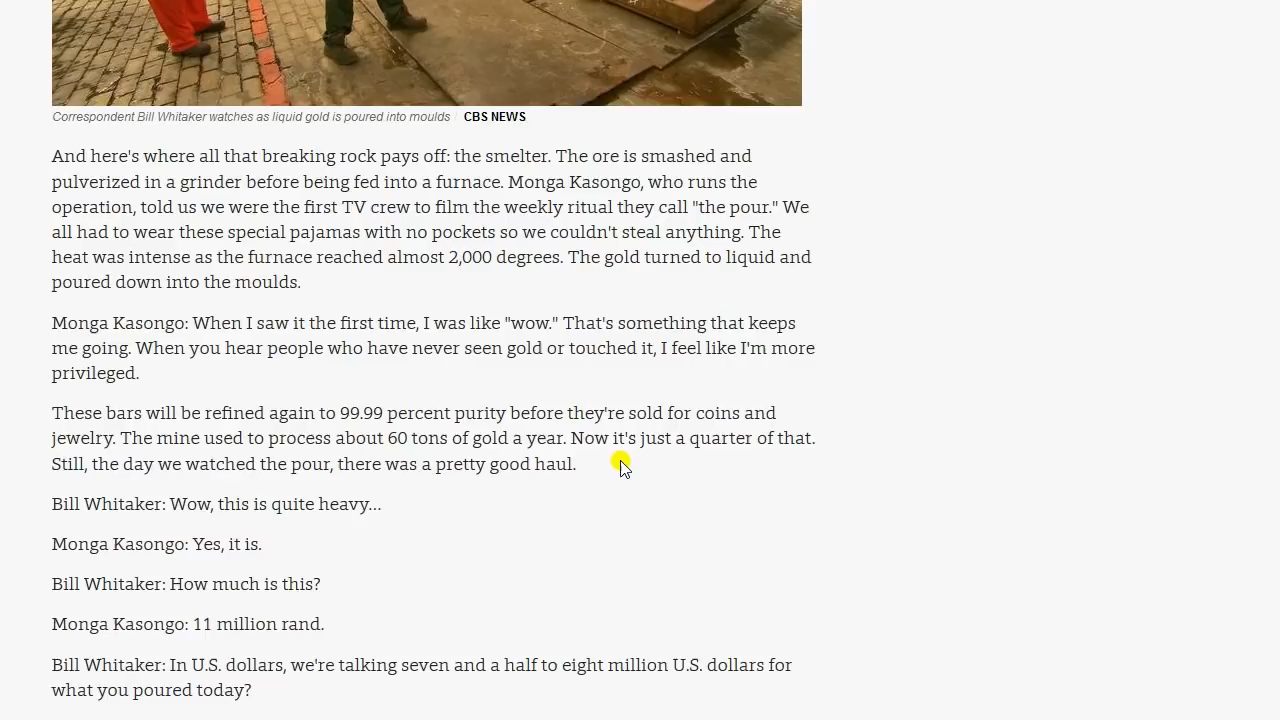 Correspondent Bill Whitaker watches as liquid gold is poured into moulds / CBS NEWS
And here's where all that breaking rock pays off: the smelter. The ore is smashed and
pulverized in a grinder before being fed into a furnace. Monga Kasongo, who runs the
operation, told us we were the first TV crew to film the weekly ritual they call "the pour." We
all had to wear these special pajamas with no pockets so we couldn't steal anything. The
heat was intense as the furnace reached almost 2,000 degrees. The gold turned to liquid and
poured down into the moulds.
Monga Kasongo: When I saw it the first time, I was like "wow." That's something that keeps
me going. When you hear people who have never seen gold or touched it, I feel like I'm more
privileged.
These bars will be refined again to 99.99 percent purity before they're sold for coins and
jewelry. The mine used to process about 60 tons of gold a year. Now it's just a quarter of that.
Still, the day we watched the pour, there was a pretty good haul.
Bill Whitaker: Wow, this is quite heavy...
Monga Kasongo: Yes, it is.
Bill Whitaker: How much is this?
Monga Kasongo: 11 million rand.
Bill Whitaker: In U.S. dollars, we're talking seven and a half to eight million U.S. dollars for
what you poured today?